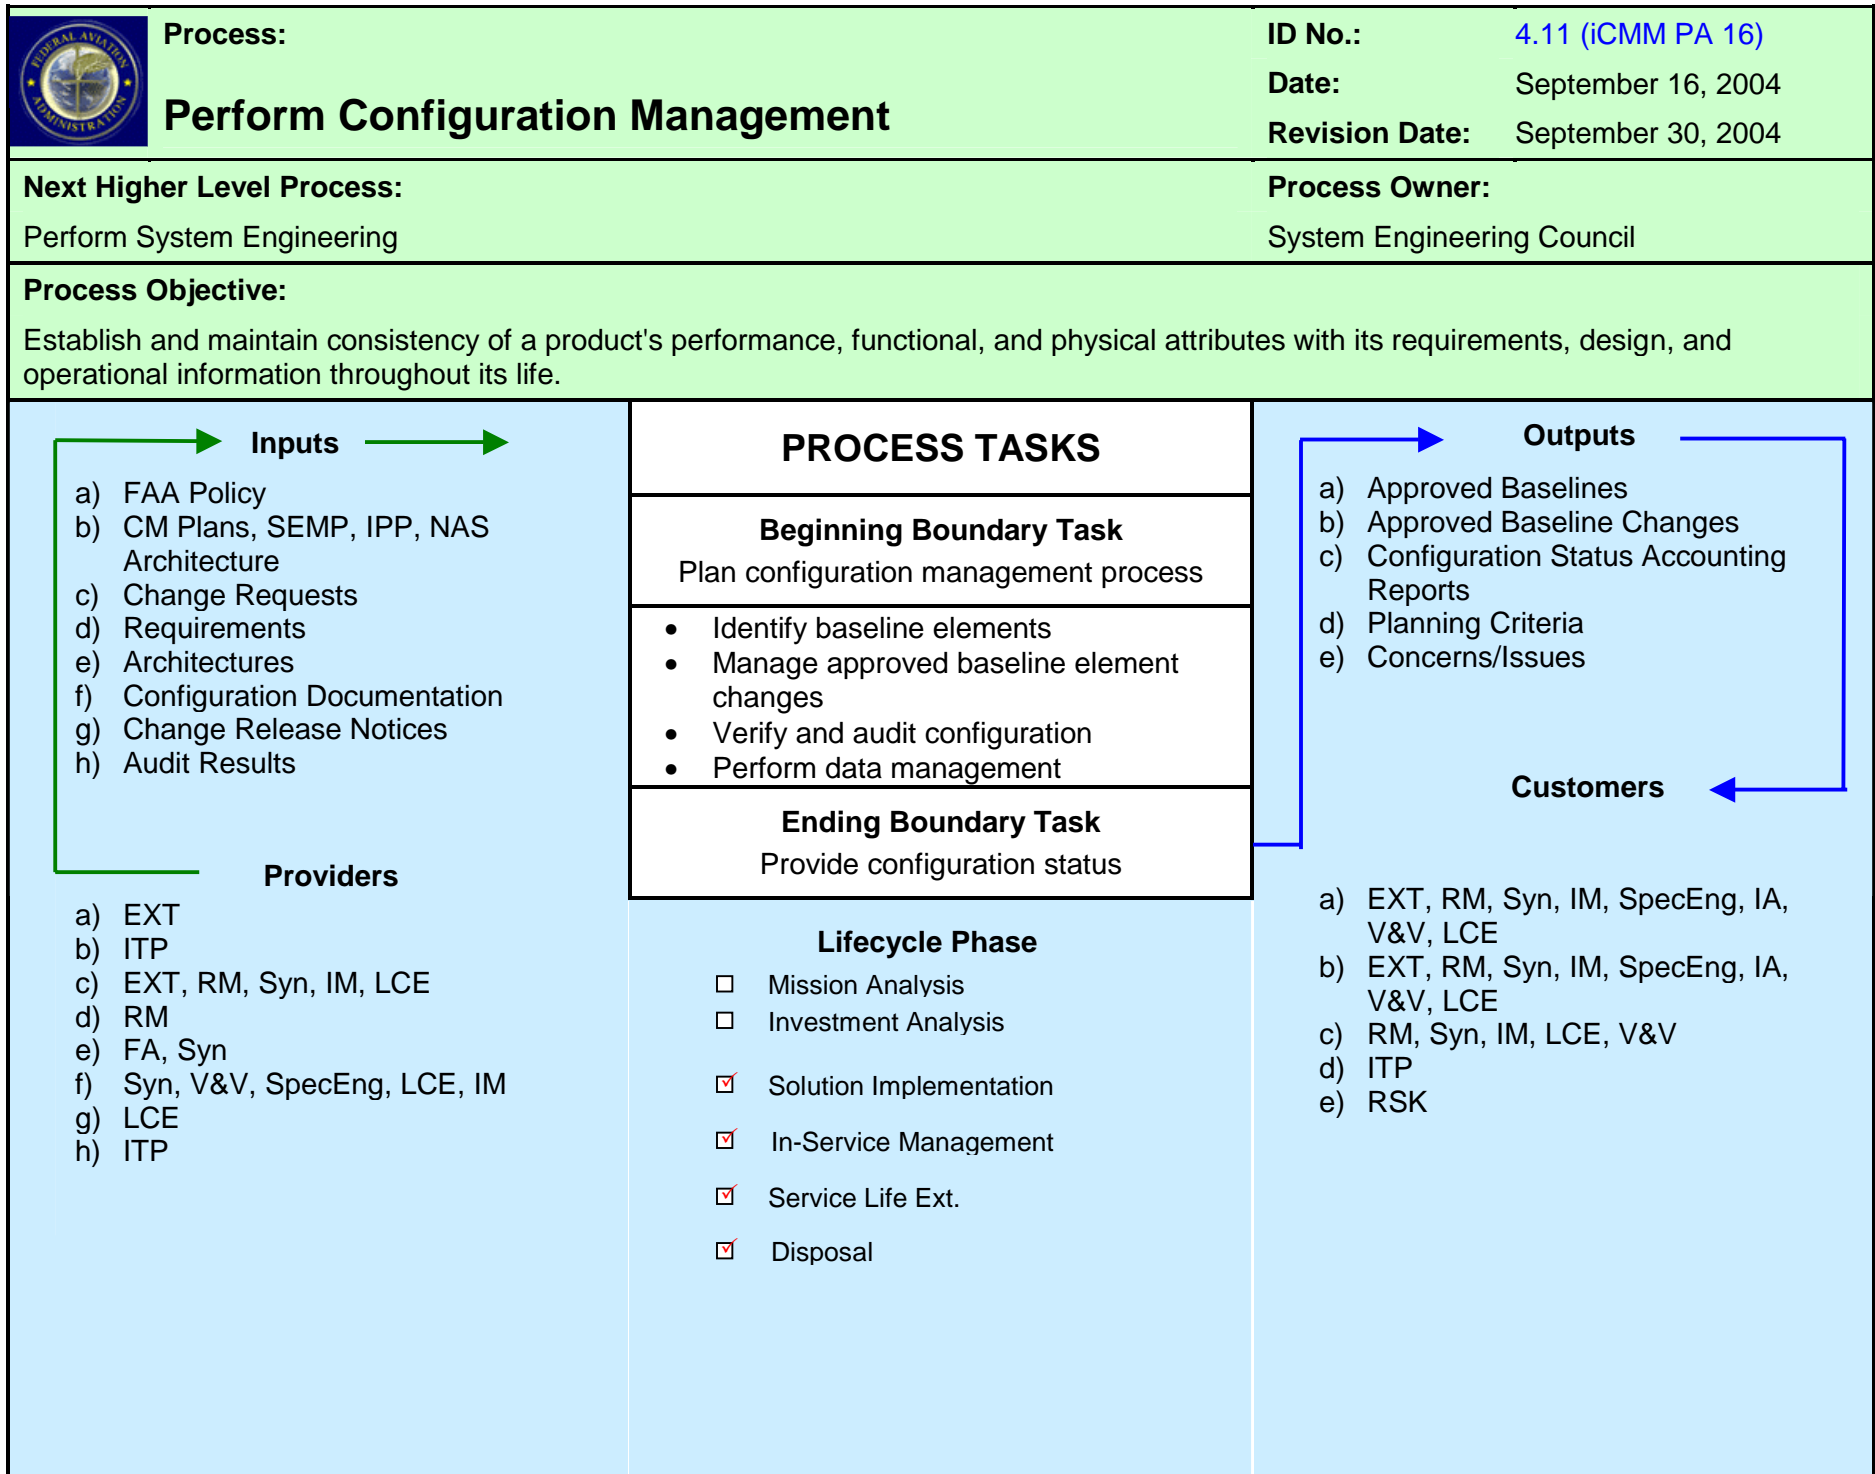 FEDERAL AVIATION
ADMINISTRATION
Process:
Perform Configuration Management
ID No.: 4.11 (iCMM PA 16)
Date: September 16, 2004
Revision Date: September 30, 2004
Next Higher Level Process:
Perform System Engineering
Process Owner:
System Engineering Council
Process Objective:
Establish and maintain consistency of a product's performance, functional, and physical attributes with its requirements, design, and
operational information throughout its life.
Inputs
a) FAA Policy
b) CM Plans, SEMP, IPP, NAS
Architecture
c) Change Requests
d) Requirements
e) Architectures
f) Configuration Documentation
g) Change Release Notices
h) Audit Results
Providers
a) EXT
b) ITP
c) EXT, RM, Syn, IM, LCE
d) RM
e) FA, Syn
f) Syn, V&V, SpecEng, LCE, IM
g) LCE
h) ITP
PROCESS TASKS
Beginning Boundary Task
Plan configuration management process
• Identify baseline elements
• Manage approved baseline element
changes
• Verify and audit configuration
• Perform data management
Ending Boundary Task
Provide configuration status
Lifecycle Phase
☐ Mission Analysis
☐ Investment Analysis
☑ Solution Implementation
☑ In-Service Management
☑ Service Life Ext.
☑ Disposal
Outputs
a) Approved Baselines
b) Approved Baseline Changes
c) Configuration Status Accounting
Reports
d) Planning Criteria
e) Concerns/Issues
Customers
a) EXT, RM, Syn, IM, SpecEng, IA,
V&V, LCE
b) EXT, RM, Syn, IM, SpecEng, IA,
V&V, LCE
c) RM, Syn, IM, LCE, V&V
d) ITP
e) RSK